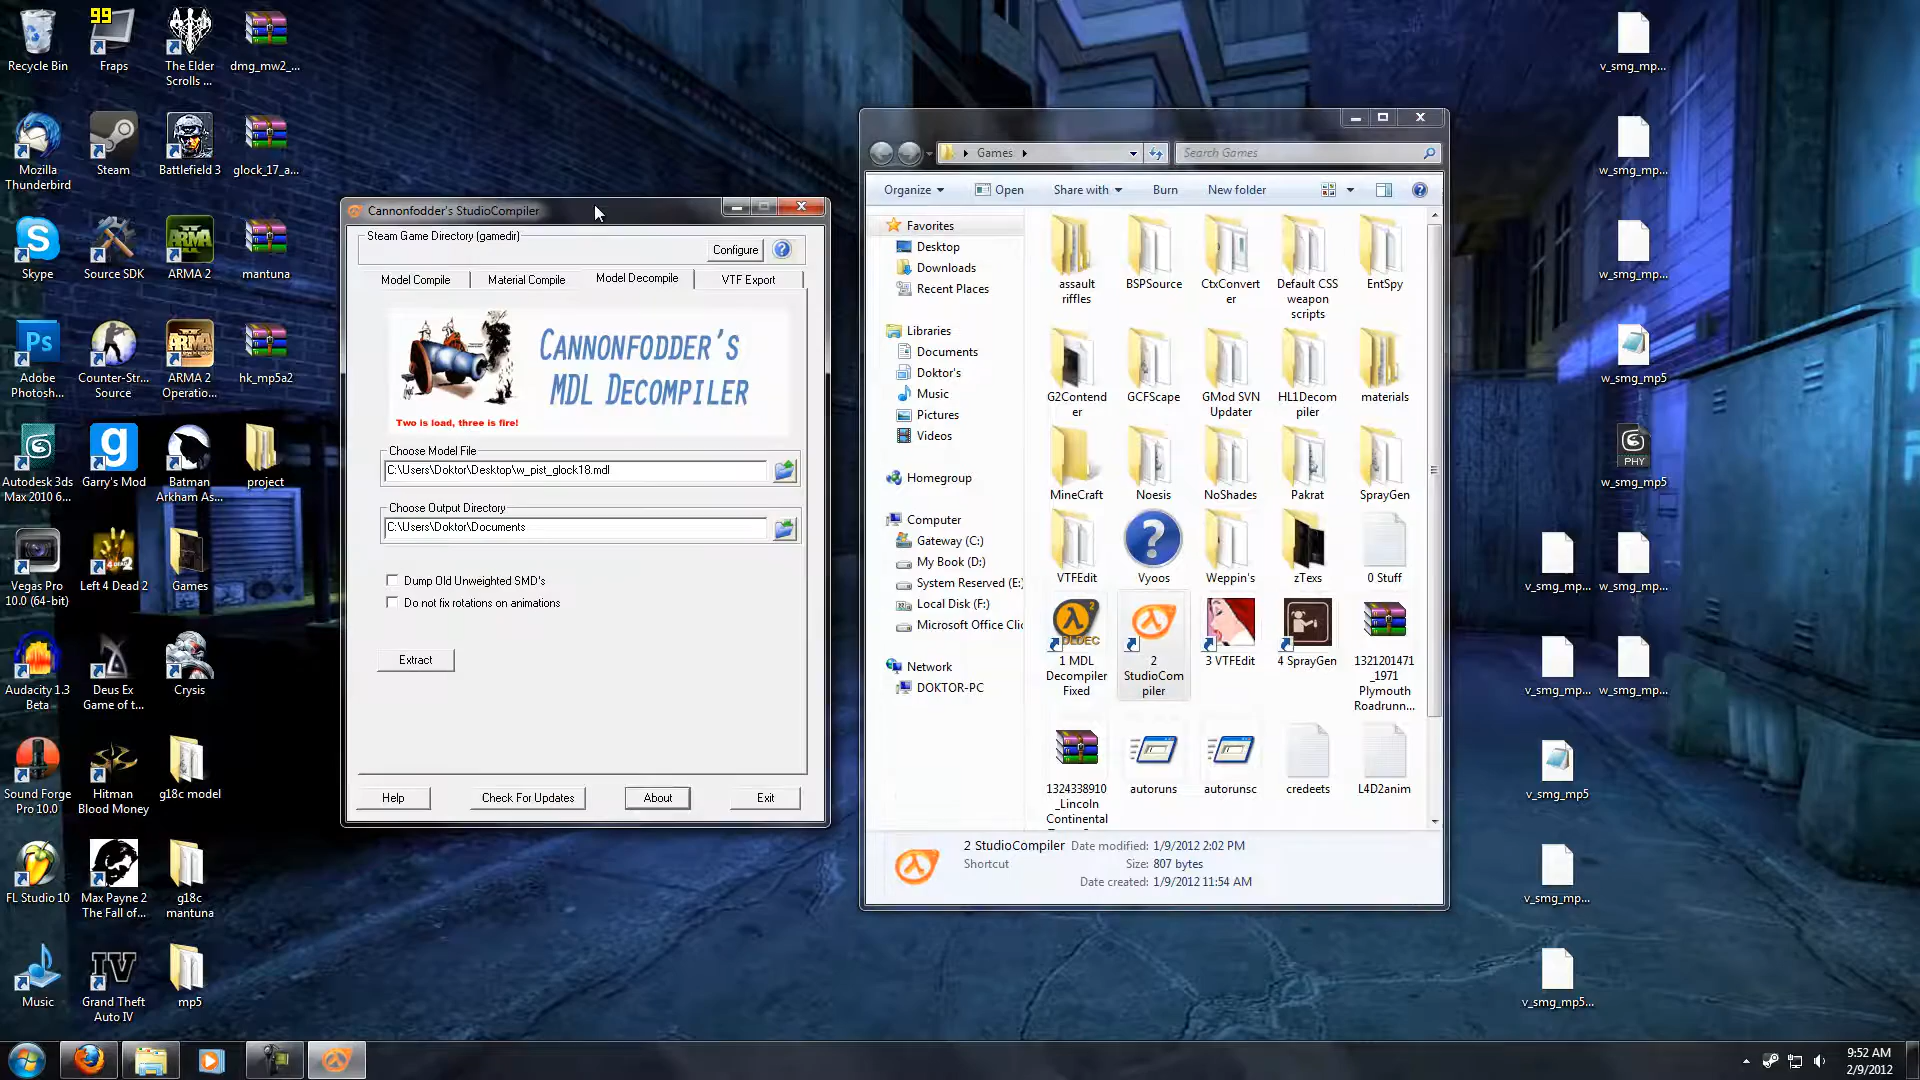 99
Recycle Bin
Fraps
The Elder
Scrolls ...
dmg_mw2_...
Mozilla
Thunderbird
Steam
Battlefield 3
glock_17_a...
Skype
Source SDK
ARMA 2
mantuna
Adobe
Photosh...
Counter-Str...
Source
ARMA 2
Operatio...
hk_mp5a2
Autodesk 3ds
Max 2010 6...
Garry's Mod
Batman
Arkham As...
project
Vegas Pro
10.0 (64-bit)
Left 4 Dead 2
Games
Audacity 1.3
Beta
Deus Ex
Game of t...
Crysis
Sound Forge
Pro 10.0
Hitman
Blood Money
g18c model
FL Studio 10
Max Payne 2
The Fall of...
g18c
mantuna
Music
Grand Theft
Auto IV
mp5
Cannonfodder's StudioCompiler
Steam Game Directory (gamedir)
Configure
Model Compile
Material Compile
Model Decompile
VTF Export
CANNONFODDER'S
MDL DECOMPILER
Two is load, three is fire!
Choose Model File
C:\Users\Doktor\Desktop\w_pist_glock18.mdl
Choose Output Directory
C:\Users\Doktor\Documents
Dump Old Unweighted SMD's
Do not fix rotations on animations
Extract
Help
Check For Updates
About
Exit
Games
Search Games
Organize
Open
Share with
Burn
New folder
Favorites
Desktop
Downloads
Recent Places
Libraries
Documents
Doktor's
Music
Pictures
Videos
Homegroup
Computer
Gateway (C:)
My Book (D:)
System Reserved (E:)
Local Disk (F:)
Microsoft Office Clic
Network
DOKTOR-PC
assault
riffles
BSPSource
CtxConvert
er
Default CSS
weapon
scripts
EntSpy
G2Contend
er
GCFScape
GMod SVN
Updater
HL1Decom
piler
materials
MineCraft
Noesis
NoShades
Pakrat
SprayGen
VTFEdit
Vyoos
Weppin's
zTexs
0 Stuff
1 MDL
Decompiler
Fixed
2
StudioCom
piler
3 VTFEdit
4 SprayGen
1321201471
_1971
Plymouth
Roadrunn...
1324338910
_Lincoln
Continental
autoruns
autorunsc
credeets
L4D2anim
2 StudioCompiler
Shortcut
Date modified: 1/9/2012 2:02 PM
Size: 807 bytes
Date created: 1/9/2012 11:54 AM
v_smg_mp...
w_smg_mp...
w_smg_mp...
w_smg_mp5
PHY
w_smg_mp5
v_smg_mp...
w_smg_mp...
v_smg_mp...
w_smg_mp...
v_smg_mp5
v_smg_mp...
v_smg_mp5...
9:52 AM
2/9/2012